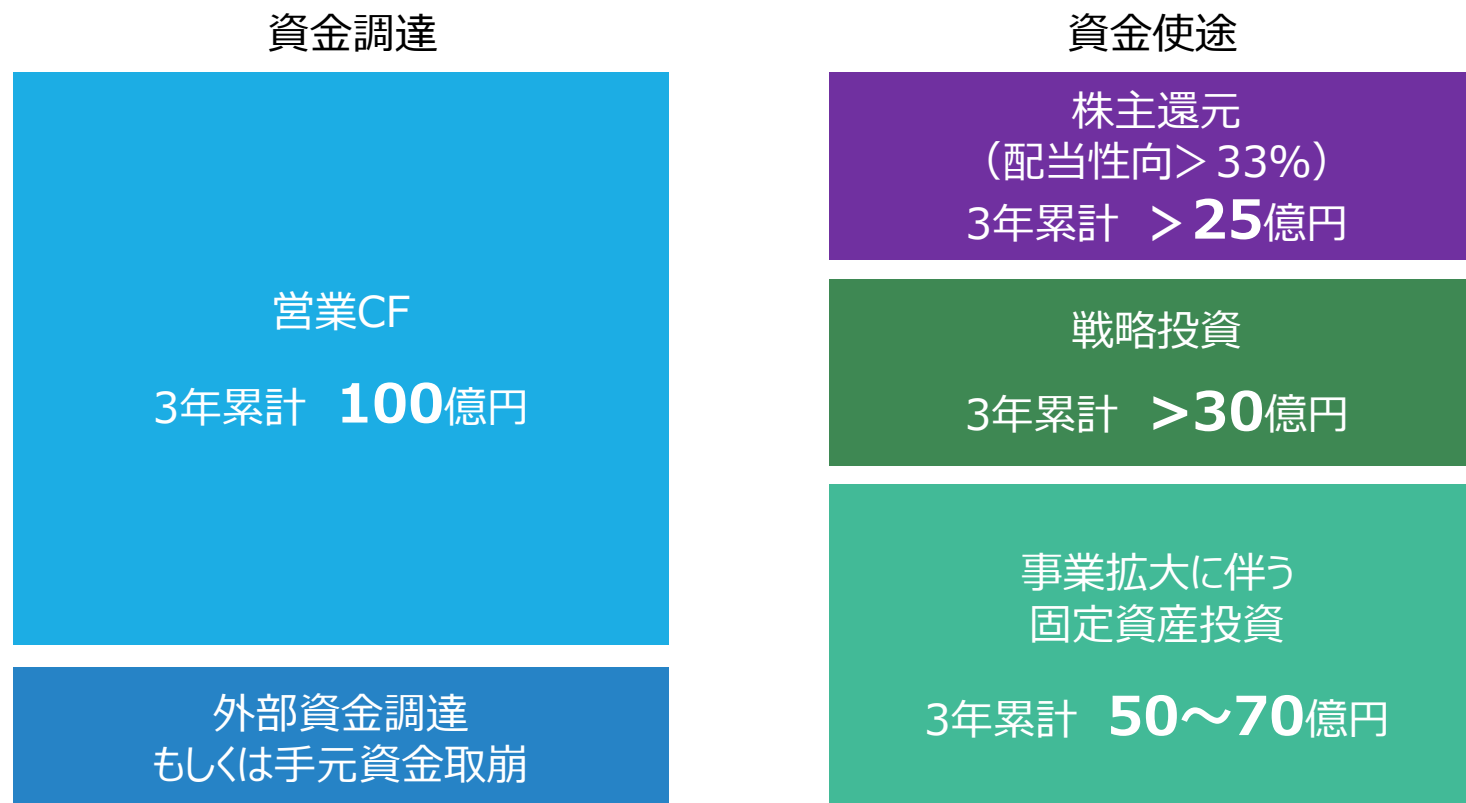 資金調達
営業CF
3年累計 100億円
外部資金調達
もしくは手元資金取崩
資金使途
株主還元
（配当性向＞33%）
3年累計 ＞25億円
戦略投資
3年累計 >30億円
事業拡大に伴う
固定資産投資
3年累計 50～70億円